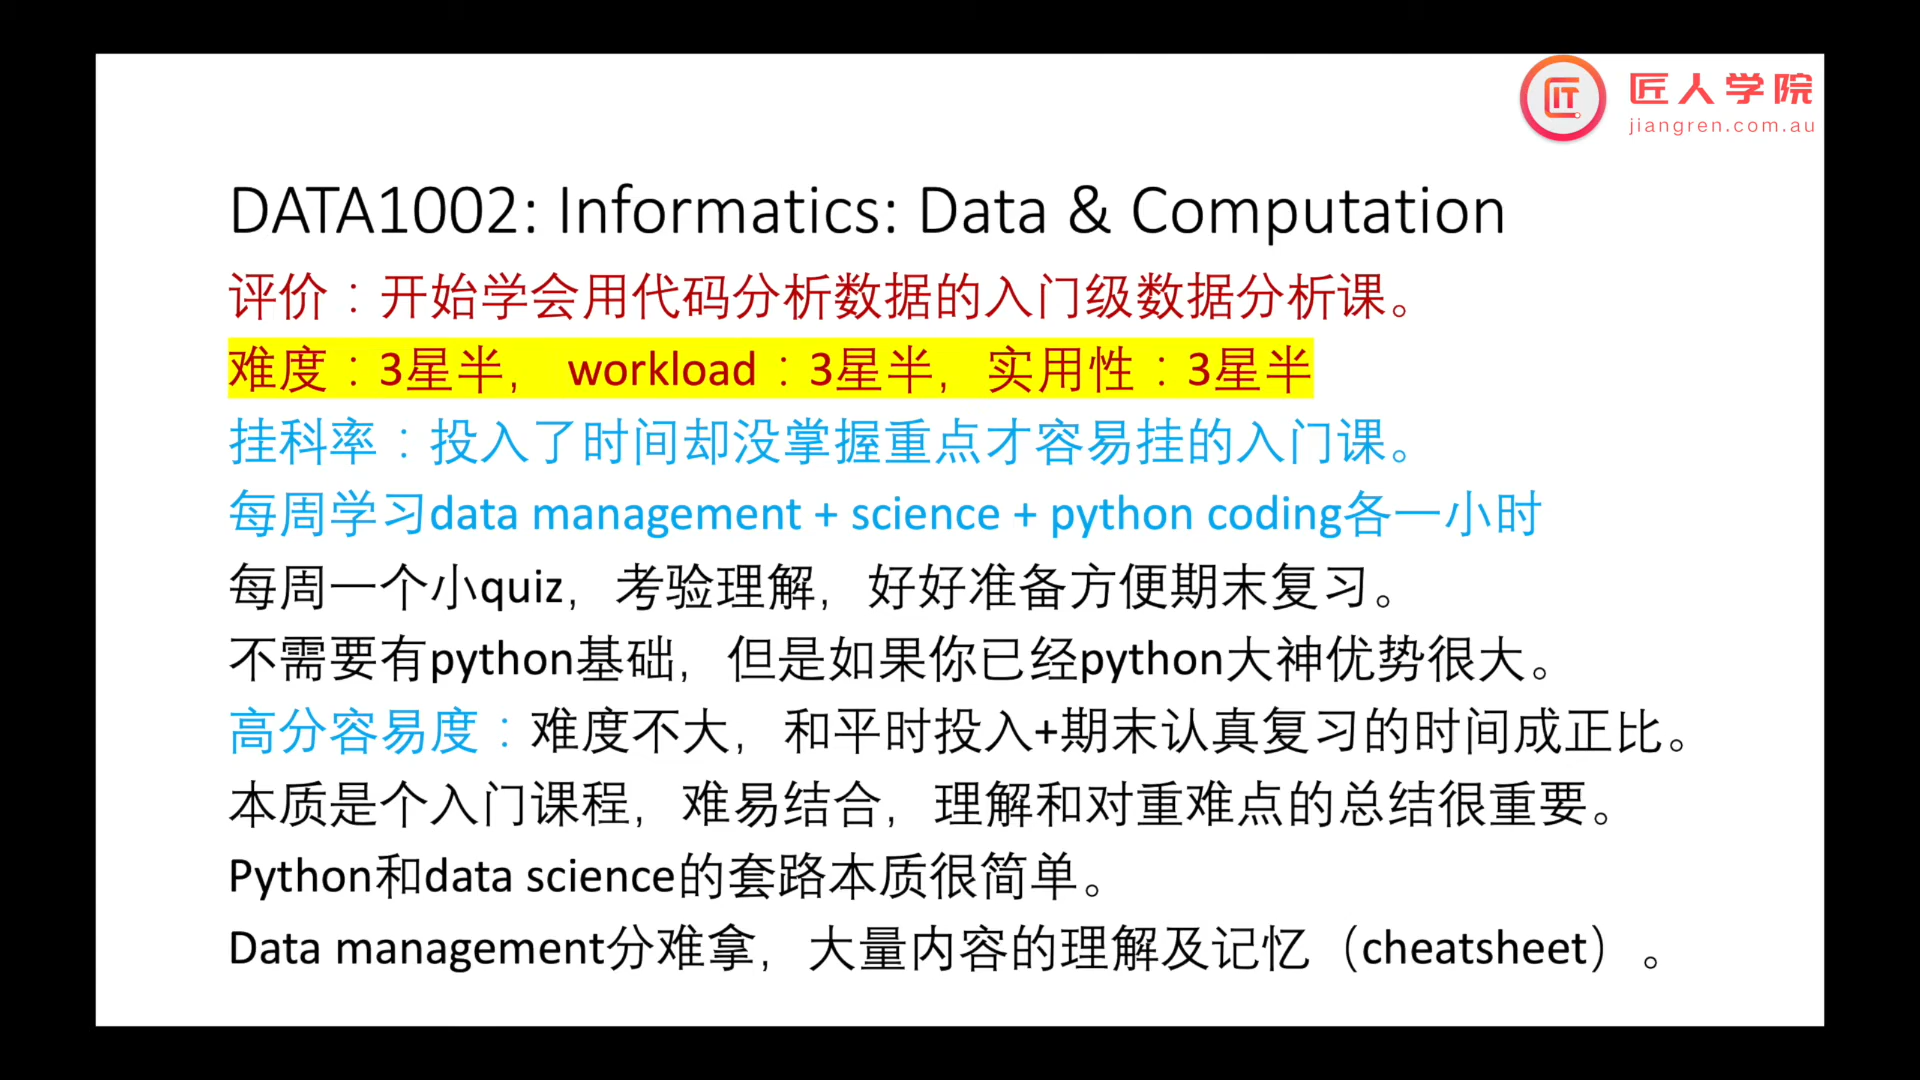 匠人学院
jiangren.com.au
DATA1002: Informatics: Data & Computation
评价：开始学会用代码分析数据的入门级数据分析课。
难度：3星半， workload：3星半，实用性：3星半
挂科率：投入了时间却没掌握重点才容易挂的入门课。
每周学习data management + science + python coding各一小时
每周一个小quiz，考验理解，好好准备方便期末复习。
不需要有python基础，但是如果你已经python大神优势很大。
高分容易度：难度不大，和平时投入+期末认真复习的时间成正比。
本质是个入门课程，难易结合，理解和对重难点的总结很重要。
Python和data science的套路本质很简单。
Data management分难拿，大量内容的理解及记忆（cheatsheet）。